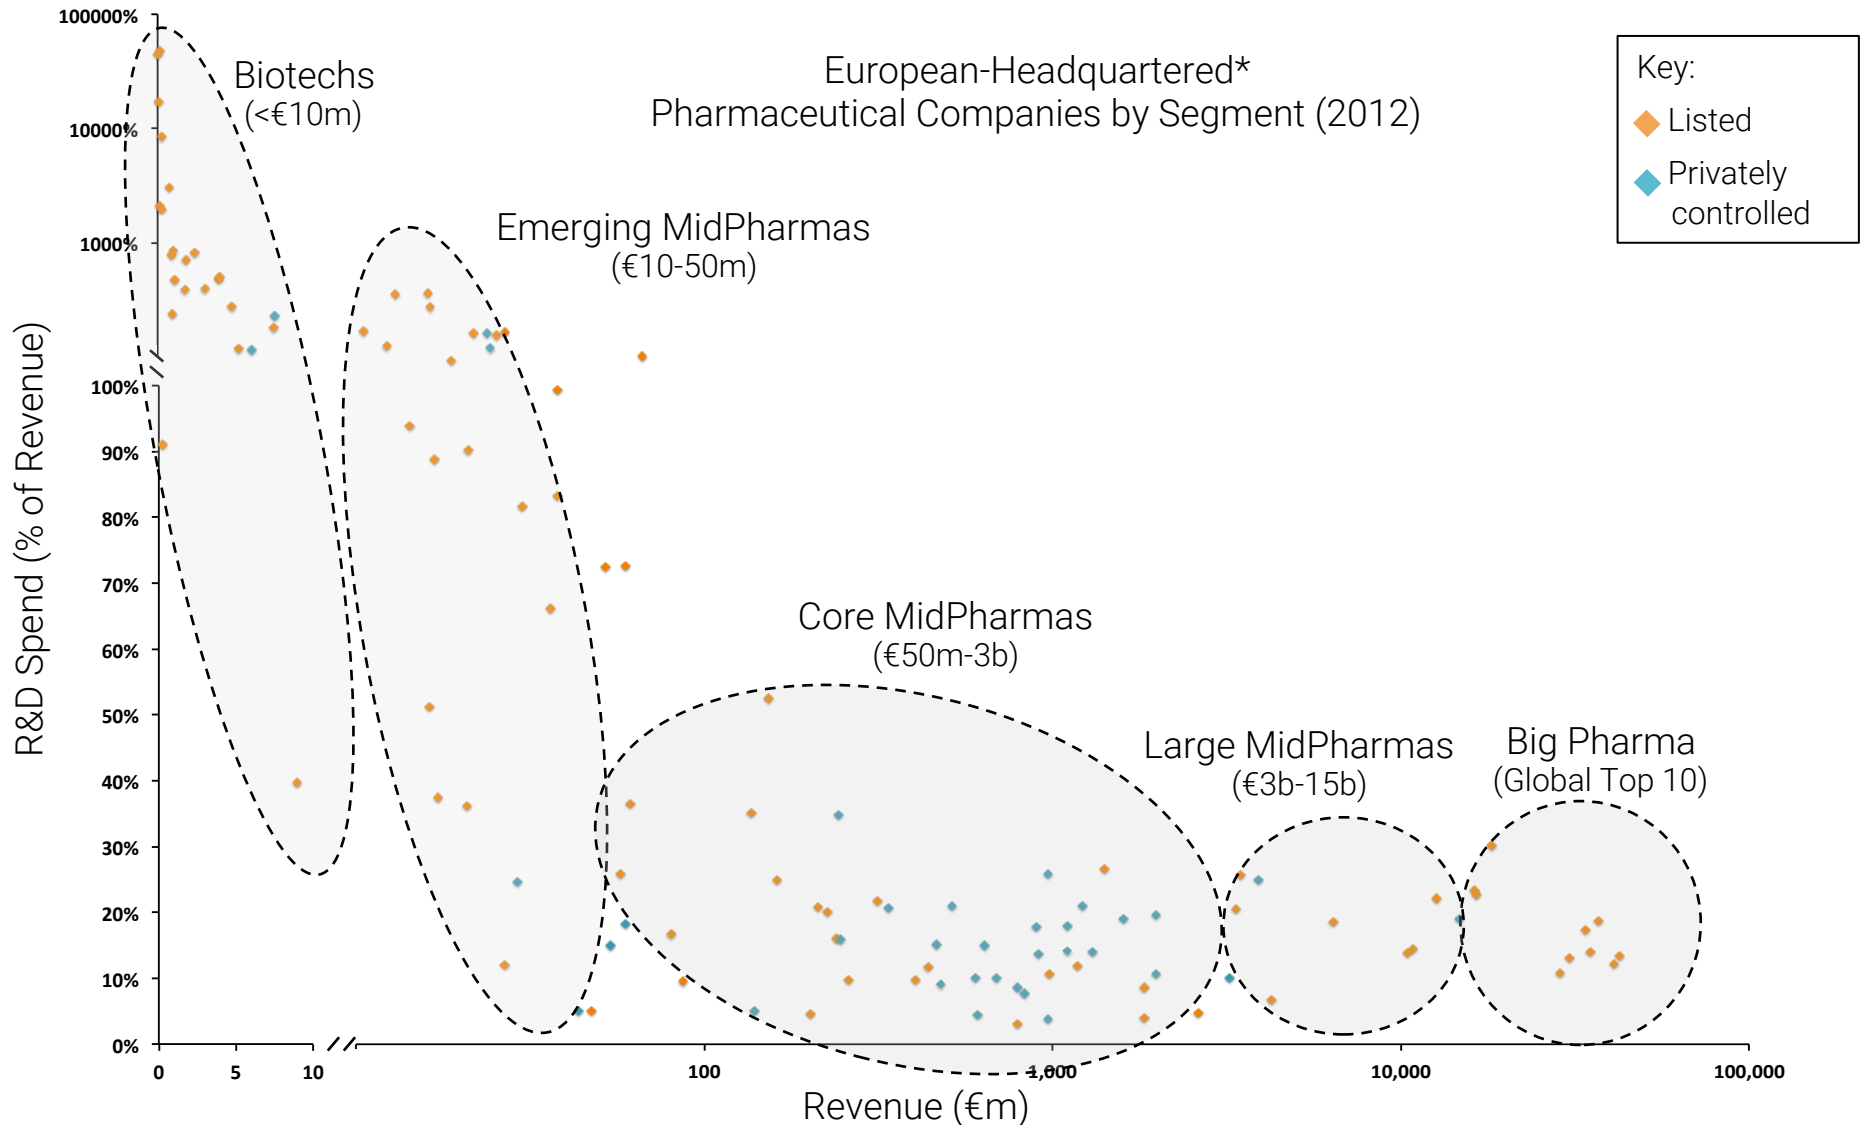 European-Headquartered*
Pharmaceutical Companies by Segment (2012)
Key:
Listed
Privately
controlled
Biotechs
(<€10m)
Emerging MidPharmas
(€10-50m)
Core MidPharmas
(€50m-3b)
Large MidPharmas
(€3b-15b)
Big Pharma
(Global Top 10)
R&D Spend (% of Revenue)
100000%
10000%
1000%
100%
90%
80%
70%
60%
50%
40%
30%
20%
10%
0%
0 5 10 100 1,000 10,000 100,000
Revenue (€m)